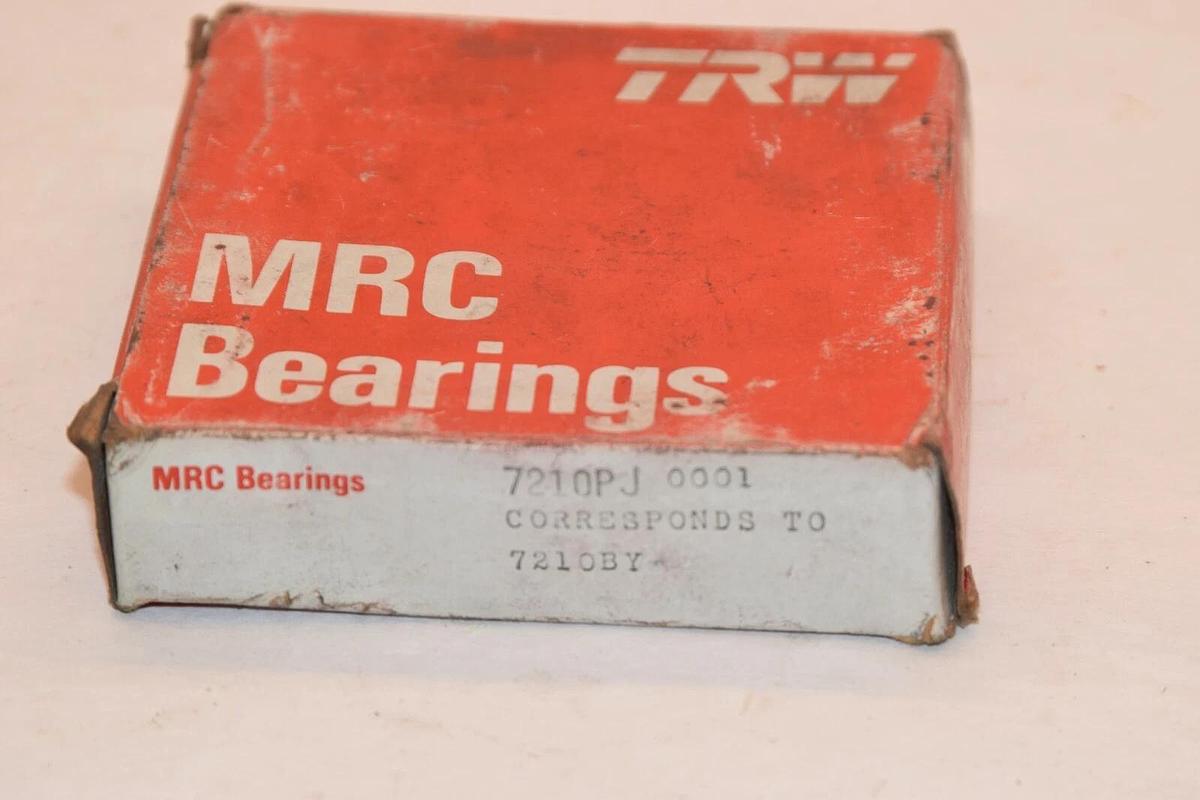 TRW
MRC
Bearings
MRC Bearings
7210PJ 0001
CORRESPONDS TO
7210BY